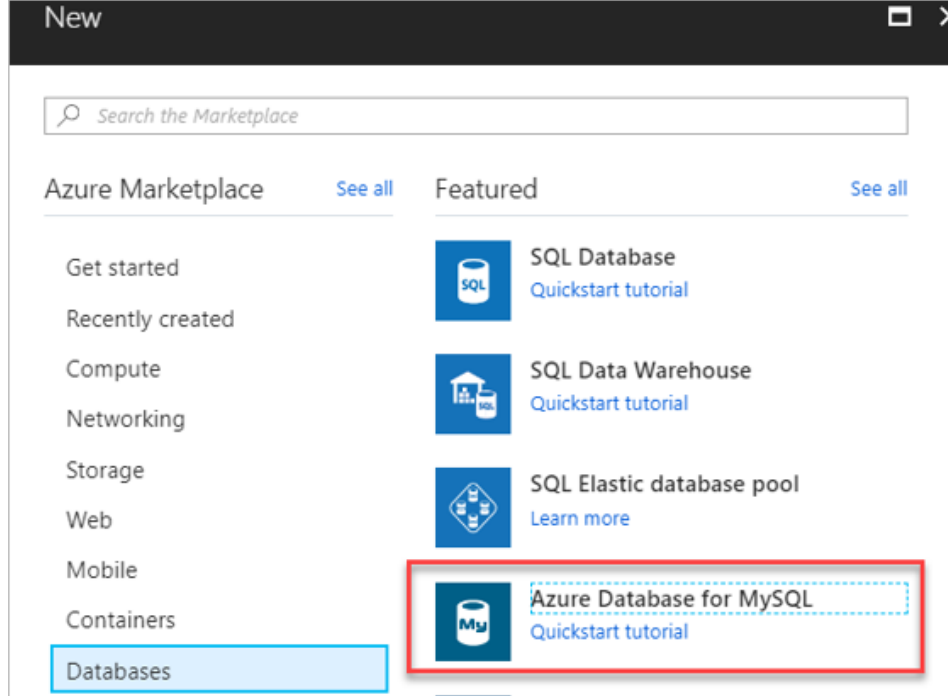 New
Search the Marketplace
Azure Marketplace
See all
Get started
Recently created
Compute
Networking
Storage
Web
Mobile
Containers
Databases
Featured
See all
SQL
SQL Database
Quickstart tutorial
SQL
SQL Data Warehouse
Quickstart tutorial
SQL Elastic database pool
Learn more
My
Azure Database for MySQL
Quickstart tutorial